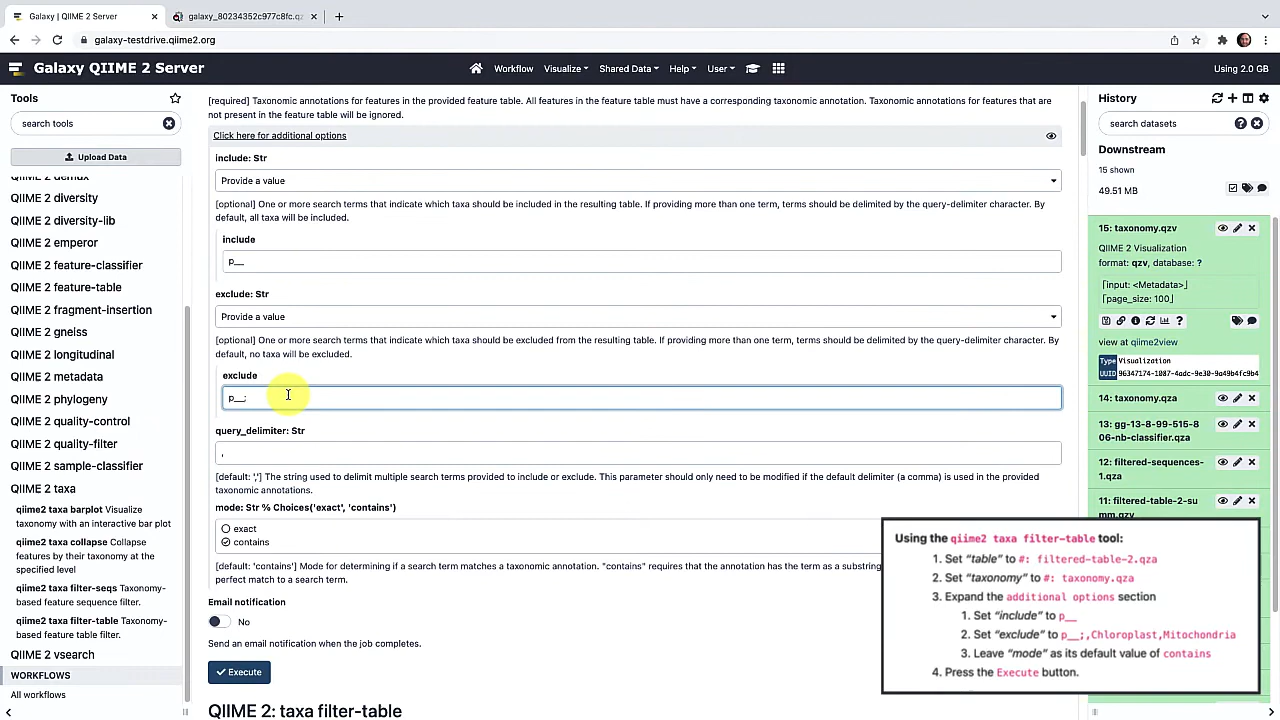 Galaxy | QIIME 2 Server
galaxy_80234352c977c8fc.qz
galaxy-testdrive.qiime2.org
Galaxy QIIME 2 Server
Workflow
Visualize
Shared Data
Help
User
Using 2.0 GB
Tools
search tools
Upload Data
QIIME 2 demux
QIIME 2 diversity
QIIME 2 diversity-lib
QIIME 2 emperor
QIIME 2 feature-classifier
QIIME 2 feature-table
QIIME 2 fragment-insertion
QIIME 2 gneiss
QIIME 2 longitudinal
QIIME 2 metadata
QIIME 2 phylogeny
QIIME 2 quality-control
QIIME 2 quality-filter
QIIME 2 sample-classifier
QIIME 2 taxa
qiime2 taxa barplot Visualize
taxonomy with an interactive bar plot
qiime2 taxa collapse Collapse
features by their taxonomy at the
specified level
qiime2 taxa filter-seqs Taxonomy-
based feature sequence filter.
qiime2 taxa filter-table Taxonomy-
based feature table filter.
QIIME 2 vsearch
WORKFLOWS
All workflows
[required] Taxonomic annotations for features in the provided feature table. All features in the feature table must have a corresponding taxonomic annotation. Taxonomic annotations for features that are
not present in the feature table will be ignored.
Click here for additional options
include: Str
Provide a value
[optional] One or more search terms that indicate which taxa should be included in the resulting table. If providing more than one term, terms should be delimited by the query-delimiter character. By
default, all taxa will be included.
include
p__
exclude: Str
Provide a value
[optional] One or more search terms that indicate which taxa should be excluded from the resulting table. If providing more than one term, terms should be delimited by the query-delimiter character. By
default, no taxa will be excluded.
exclude
p__;
query_delimiter: Str
,
[default: ','] The string used to delimit multiple search terms provided to include or exclude. This parameter should only need to be modified if the default delimiter (a comma) is used in the provided
taxonomic annotations.
mode: Str % Choices('exact', 'contains')
exact
contains
[default: 'contains'] Mode for determining if a search term matches a taxonomic annotation. "contains" requires that the annotation has the term as a substring
perfect match to a search term.
Email notification
No
Send an email notification when the job completes.
Execute
QIIME 2: taxa filter-table
History
search datasets
Downstream
15 shown
49.51 MB
15: taxonomy.qzv
QIIME 2 Visualization
format: qzv, database: ?
⌈input: <Metadata>⌋
⌈page_size: 100⌋
view at qiime2view
Type Visualization
UUID 96347174-1087-4adc-9e30-9a49b4fc9b4
14: taxonomy.qza
13: gg-13-8-99-515-8
06-nb-classifier.qza
12: filtered-sequences-
1.qza
11: filtered-table-2-su
mm.qzv
Using the qiime2 taxa filter-table tool:
1. Set “table” to #: filtered-table-2.qza
2. Set “taxonomy” to #: taxonomy.qza
3. Expand the additional options section
1. Set “include” to p__
2. Set “exclude” to p__;,Chloroplast,Mitochondria
3. Leave “mode” as its default value of contains
4. Press the Execute button.